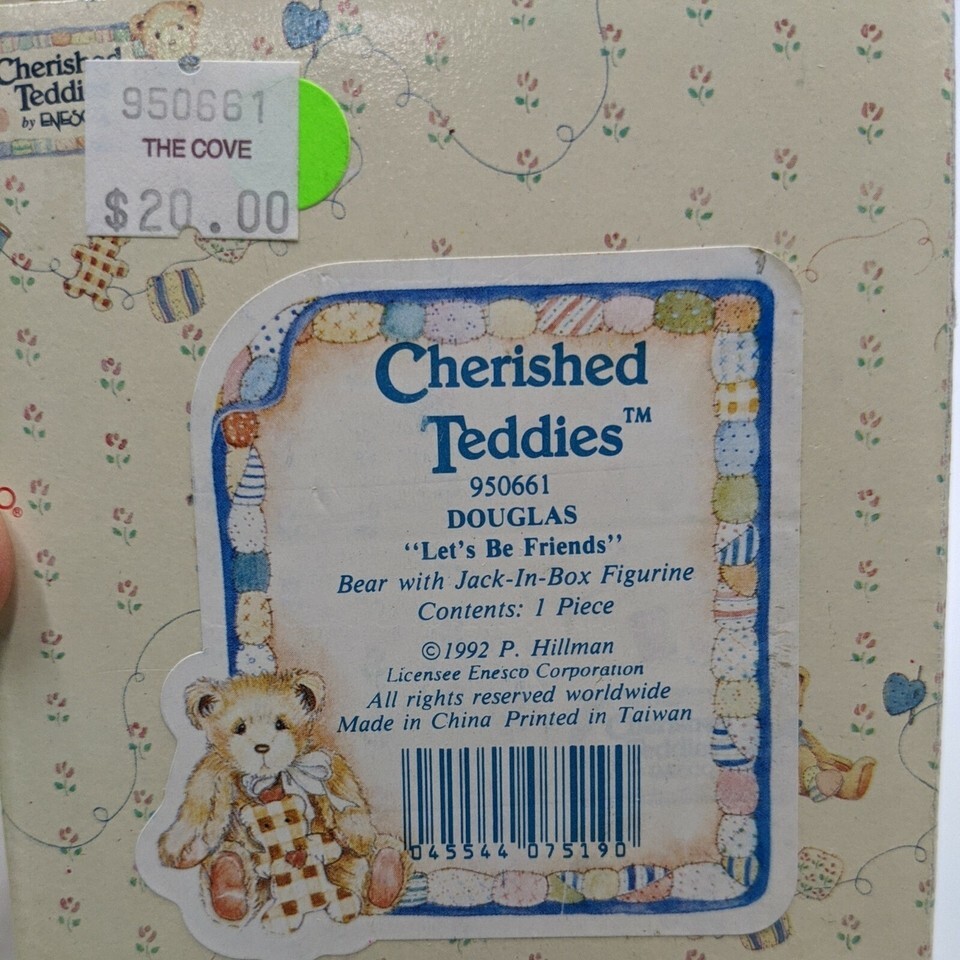 Cherished
Teddi
by ENESC
950661
THE COVE
$20.00
Cherished
Teddies™
950661
DOUGLAS
“Let's Be Friends”
Bear with Jack-In-Box Figurine
Contents: 1 Piece
©1992 P. Hillman
Licensee Enesco Corporation
All rights reserved worldwide
Made in China Printed in Taiwan
045544 075190